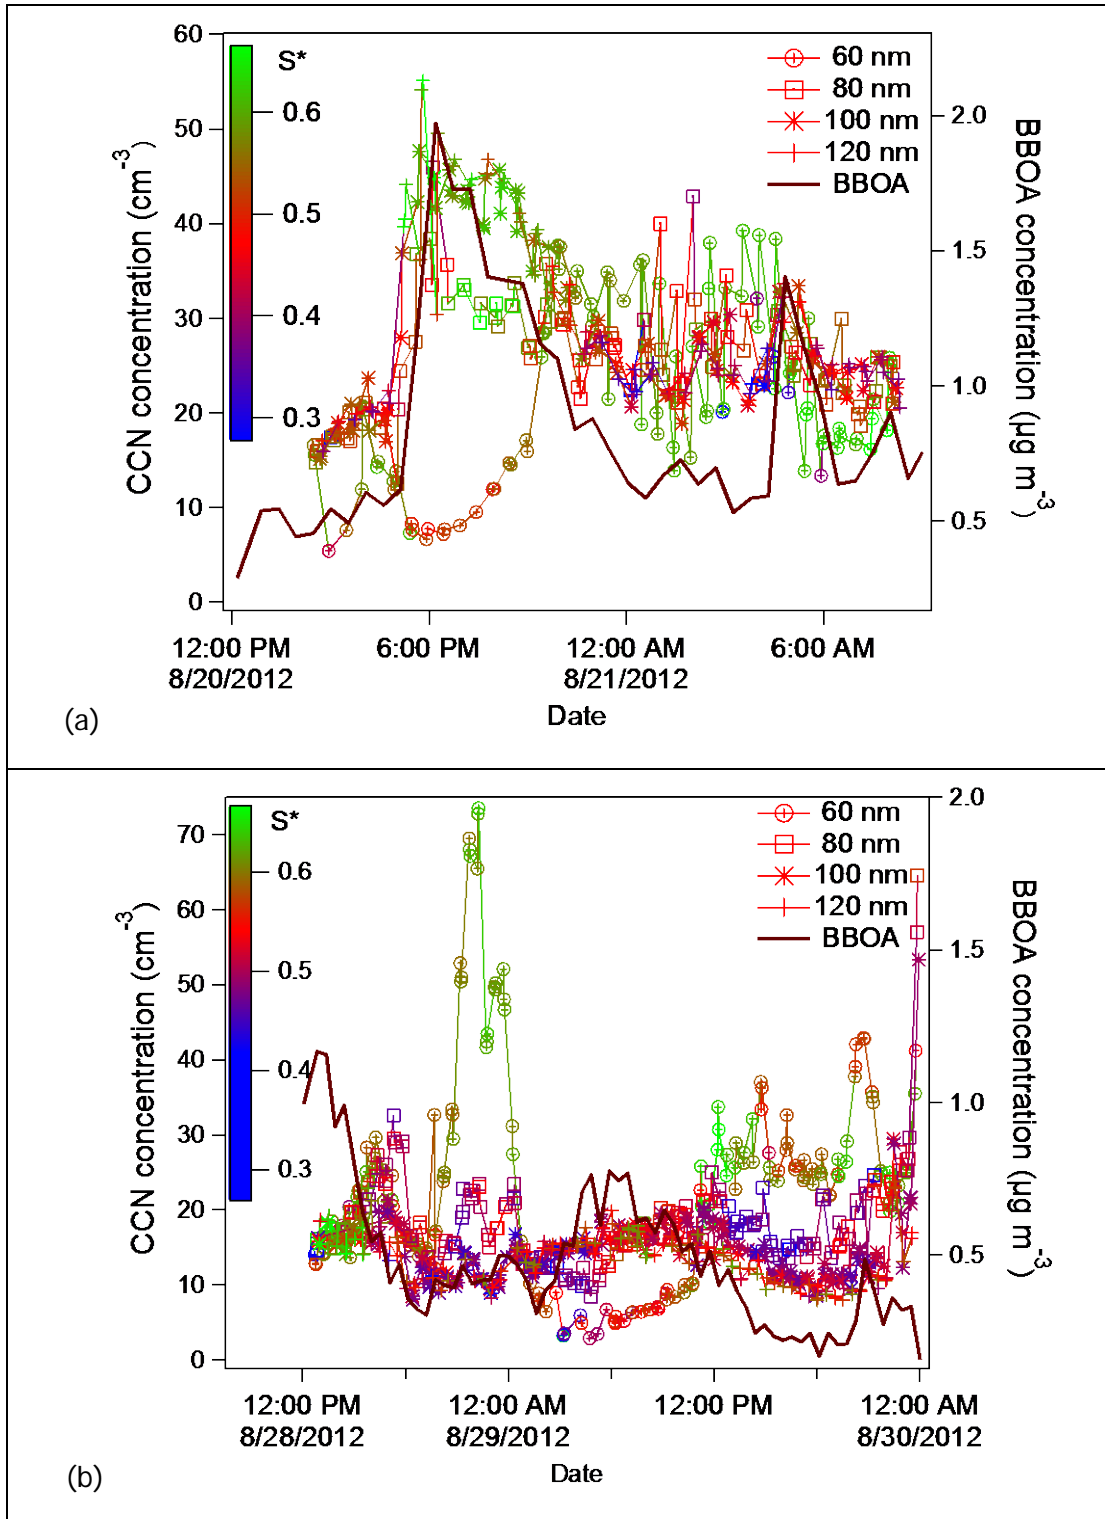 60
50
40
30
20
10
0
CCN concentration (cm-3)
S*
0.6
0.5
0.4
0.3
60 nm
80 nm
100 nm
120 nm
BBOA
2.0
1.5
1.0
0.5
BBOA concentration (µg m-3)
12:00 PM 6:00 PM 12:00 AM 6:00 AM
8/20/2012 8/21/2012
Date
(a)
70
60
50
40
30
20
10
0
CCN concentration (cm-3)
S*
0.6
0.5
0.4
0.3
60 nm
80 nm
100 nm
120 nm
BBOA
2.0
1.5
1.0
0.5
BBOA concentration (µg m-3)
12:00 PM 12:00 AM 12:00 PM 12:00 AM
8/28/2012 8/29/2012 8/30/2012
Date
(b)